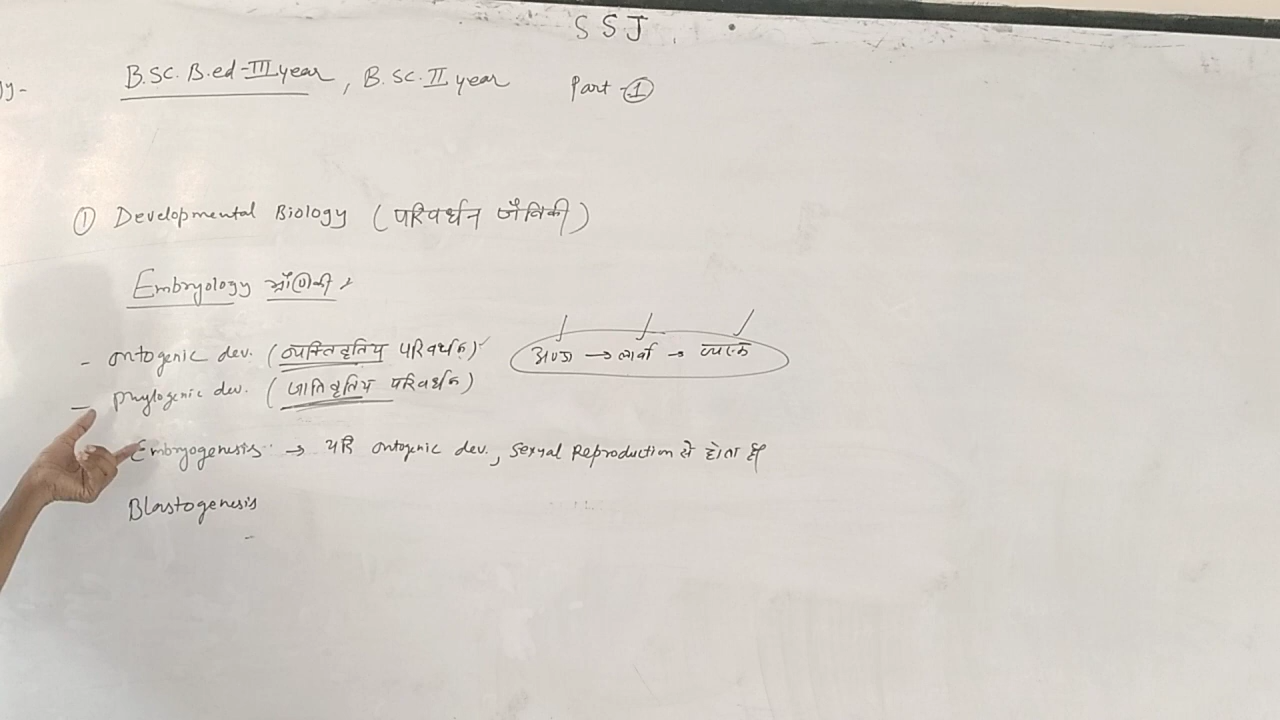 SSJ
B.Sc. B.ed-III year, B.Sc. II year Part-①
① Developmental Biology (परिवर्धन जैविकी)
Embryology भ्रौणिकी
- ontogenic dev. (व्यक्तिवृतिय परिवर्धन) अण्डा → लार्वा → व्यस्क
- Phylogenic dev. (जातिवृतिय परिवर्धन)
Embryogenesis → यदि ontogenic dev., sexual Reproduction से होता है
Blastogenesis